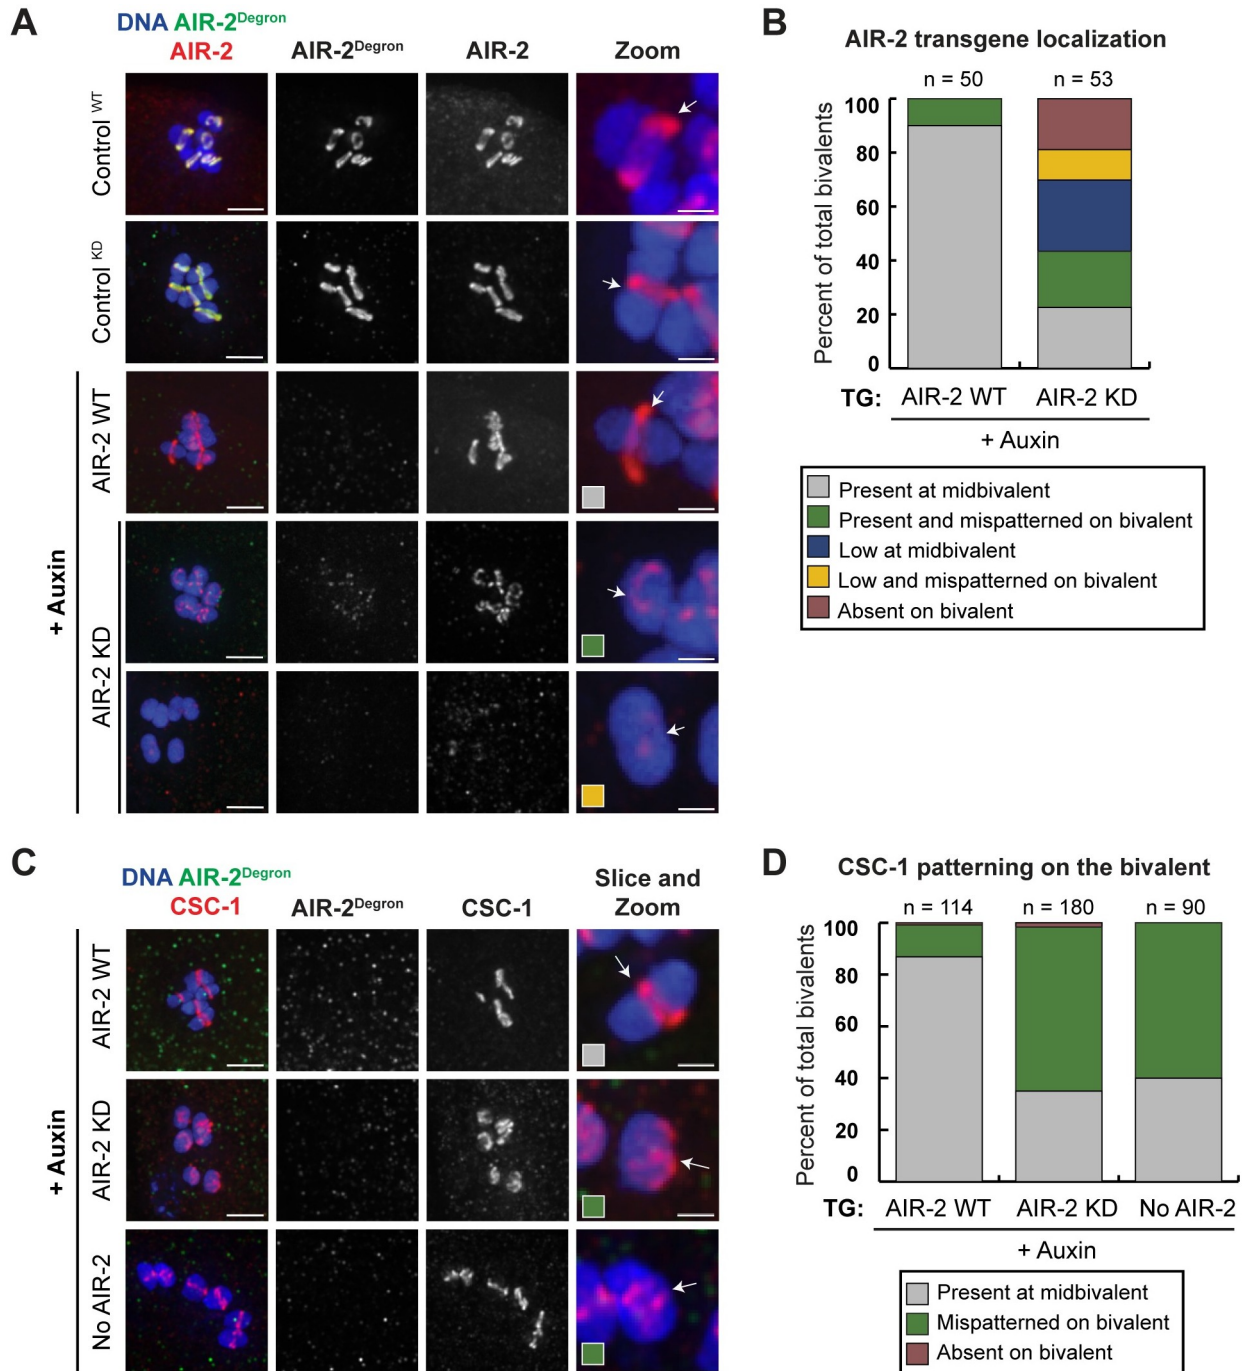 A
DNA AIR-2Degron
AIR-2
AIR-2Degron
AIR-2
Zoom
Control WT
Control KD
+ Auxin
AIR-2 WT
AIR-2 KD
B
AIR-2 transgene localization
n = 50
n = 53
Percent of total bivalents
100
80
60
40
20
0
TG:
AIR-2 WT
AIR-2 KD
+ Auxin
Present at midbivalent
Present and mispatterned on bivalent
Low at midbivalent
Low and mispatterned on bivalent
Absent on bivalent
C
DNA AIR-2Degron
CSC-1
AIR-2Degron
CSC-1
Slice and
Zoom
+ Auxin
AIR-2 WT
AIR-2 KD
No AIR-2
D
CSC-1 patterning on the bivalent
n = 114
n = 180
n = 90
Percent of total bivalents
100
80
60
40
20
0
TG:
AIR-2 WT
AIR-2 KD
No AIR-2
+ Auxin
Present at midbivalent
Mispatterned on bivalent
Absent on bivalent